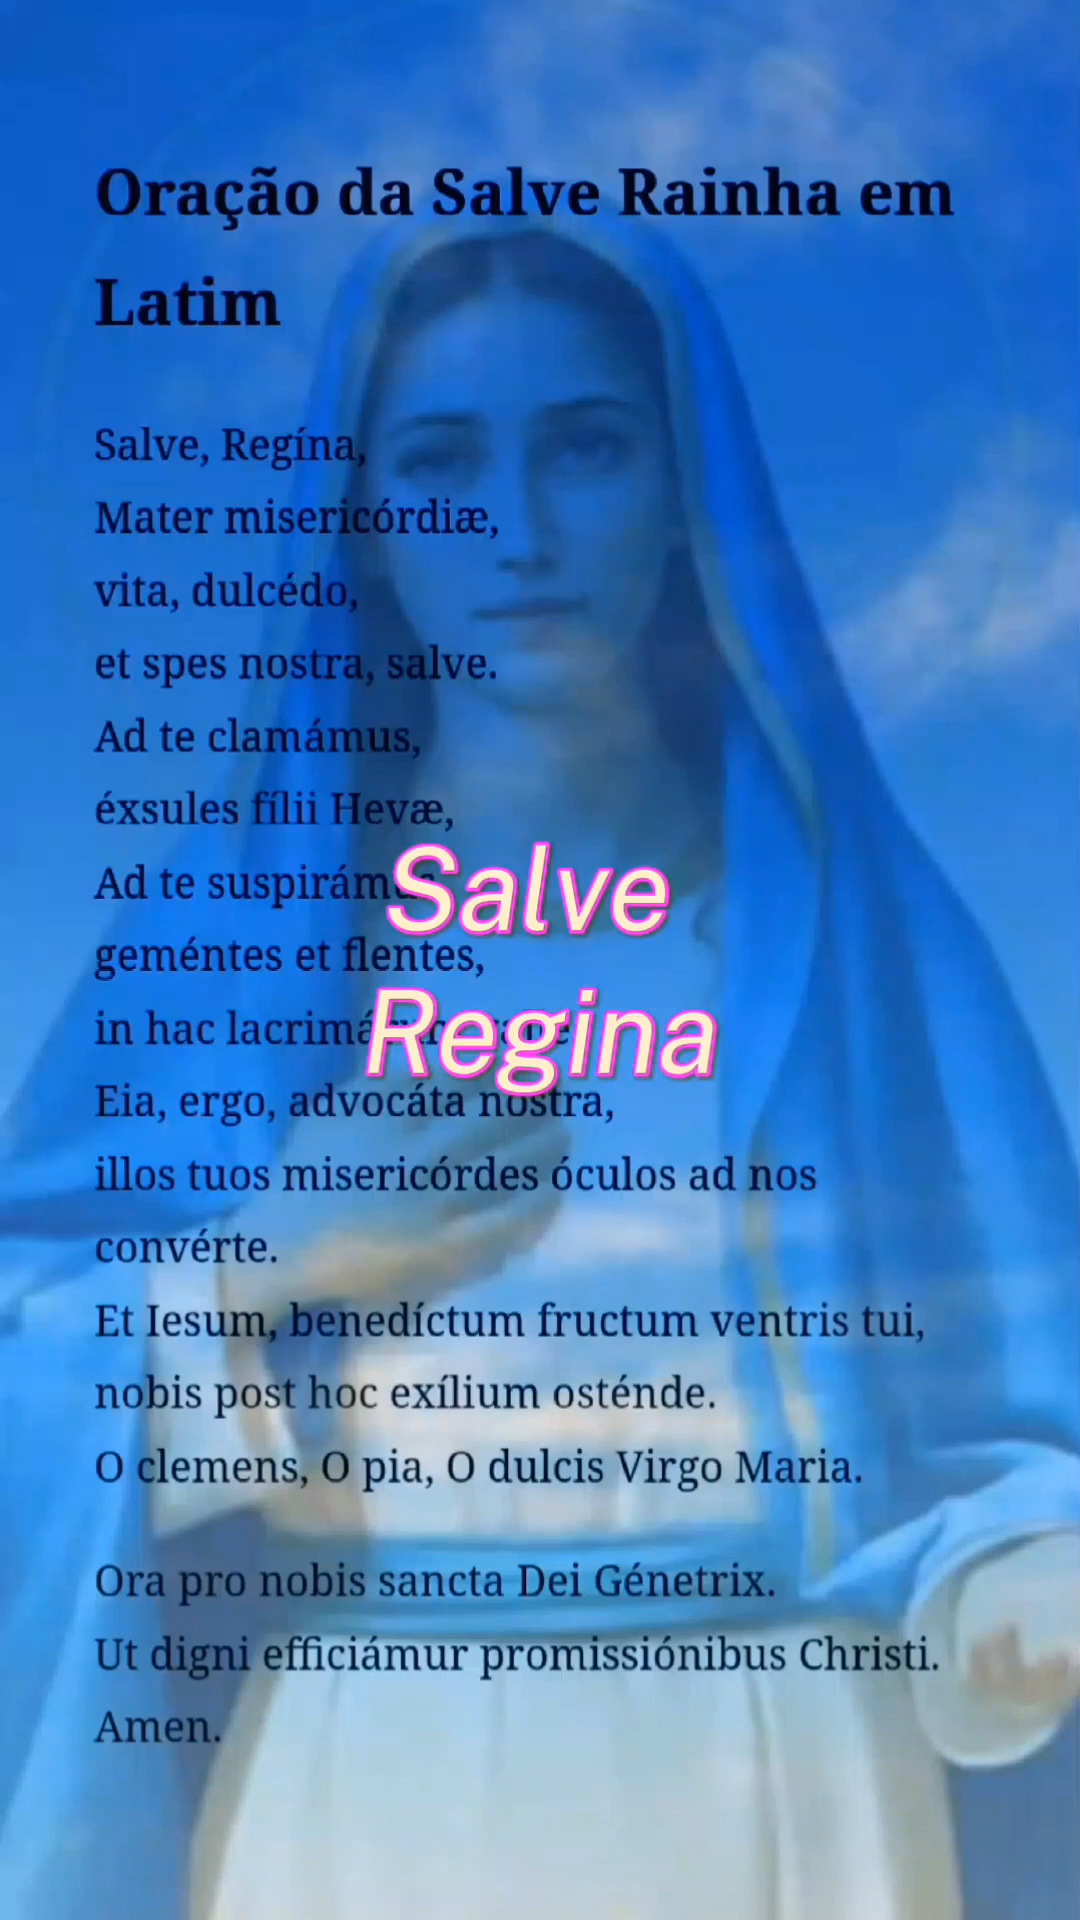 Oração da Salve Rainha em
Latim
Salve, Regína,
Mater misericórdiæ,
vita, dulcédo,
et spes nostra, salve.
Ad te clamámus,
éxsules fílii Hevæ,
Ad te suspirámus
Salve
geméntes et flentes,
in hac
Regina
Eia, ergo, advocáta nostra,
illos tuos misericórdes óculos ad nos
convérte.
Et Iesum, benedíctum fructum ventris tui,
nobis post hoc exílium osténde.
O clemens, O pia, O dulcis Virgo Maria.
Ora pro nobis sancta Dei Génetrix.
Ut digni efficiámur promissiónibus Christi.
Amen.